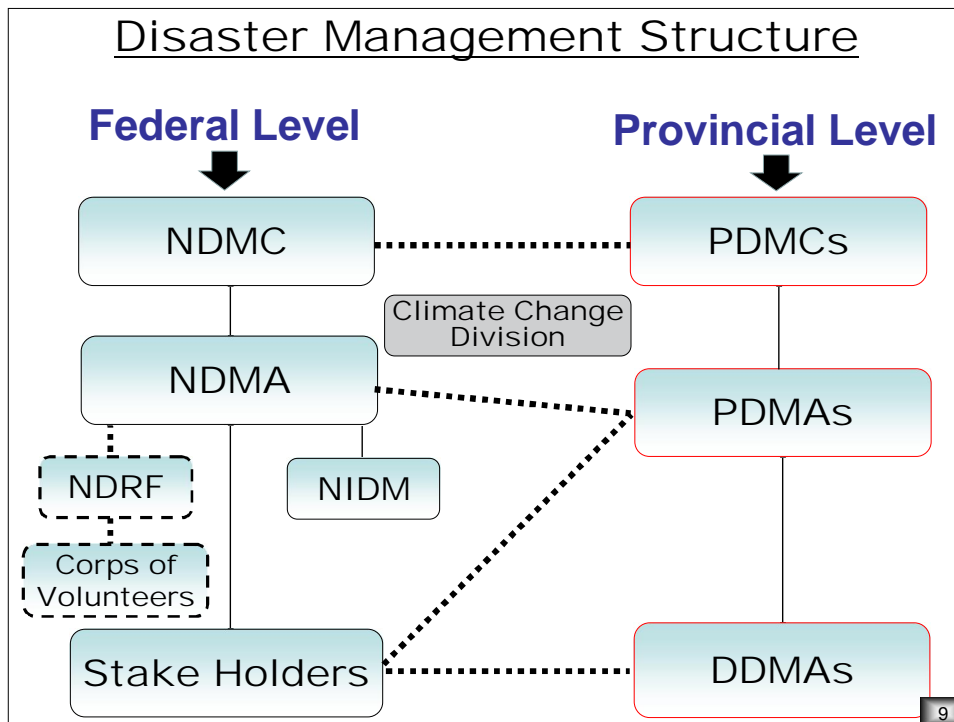 Disaster Management Structure
Federal Level
Provincial Level
NDMC
PDMCs
Climate Change
Division
NDMA
PDMAs
NDRF
NIDM
Corps of
Volunteers
Stake Holders
DDMAs
9